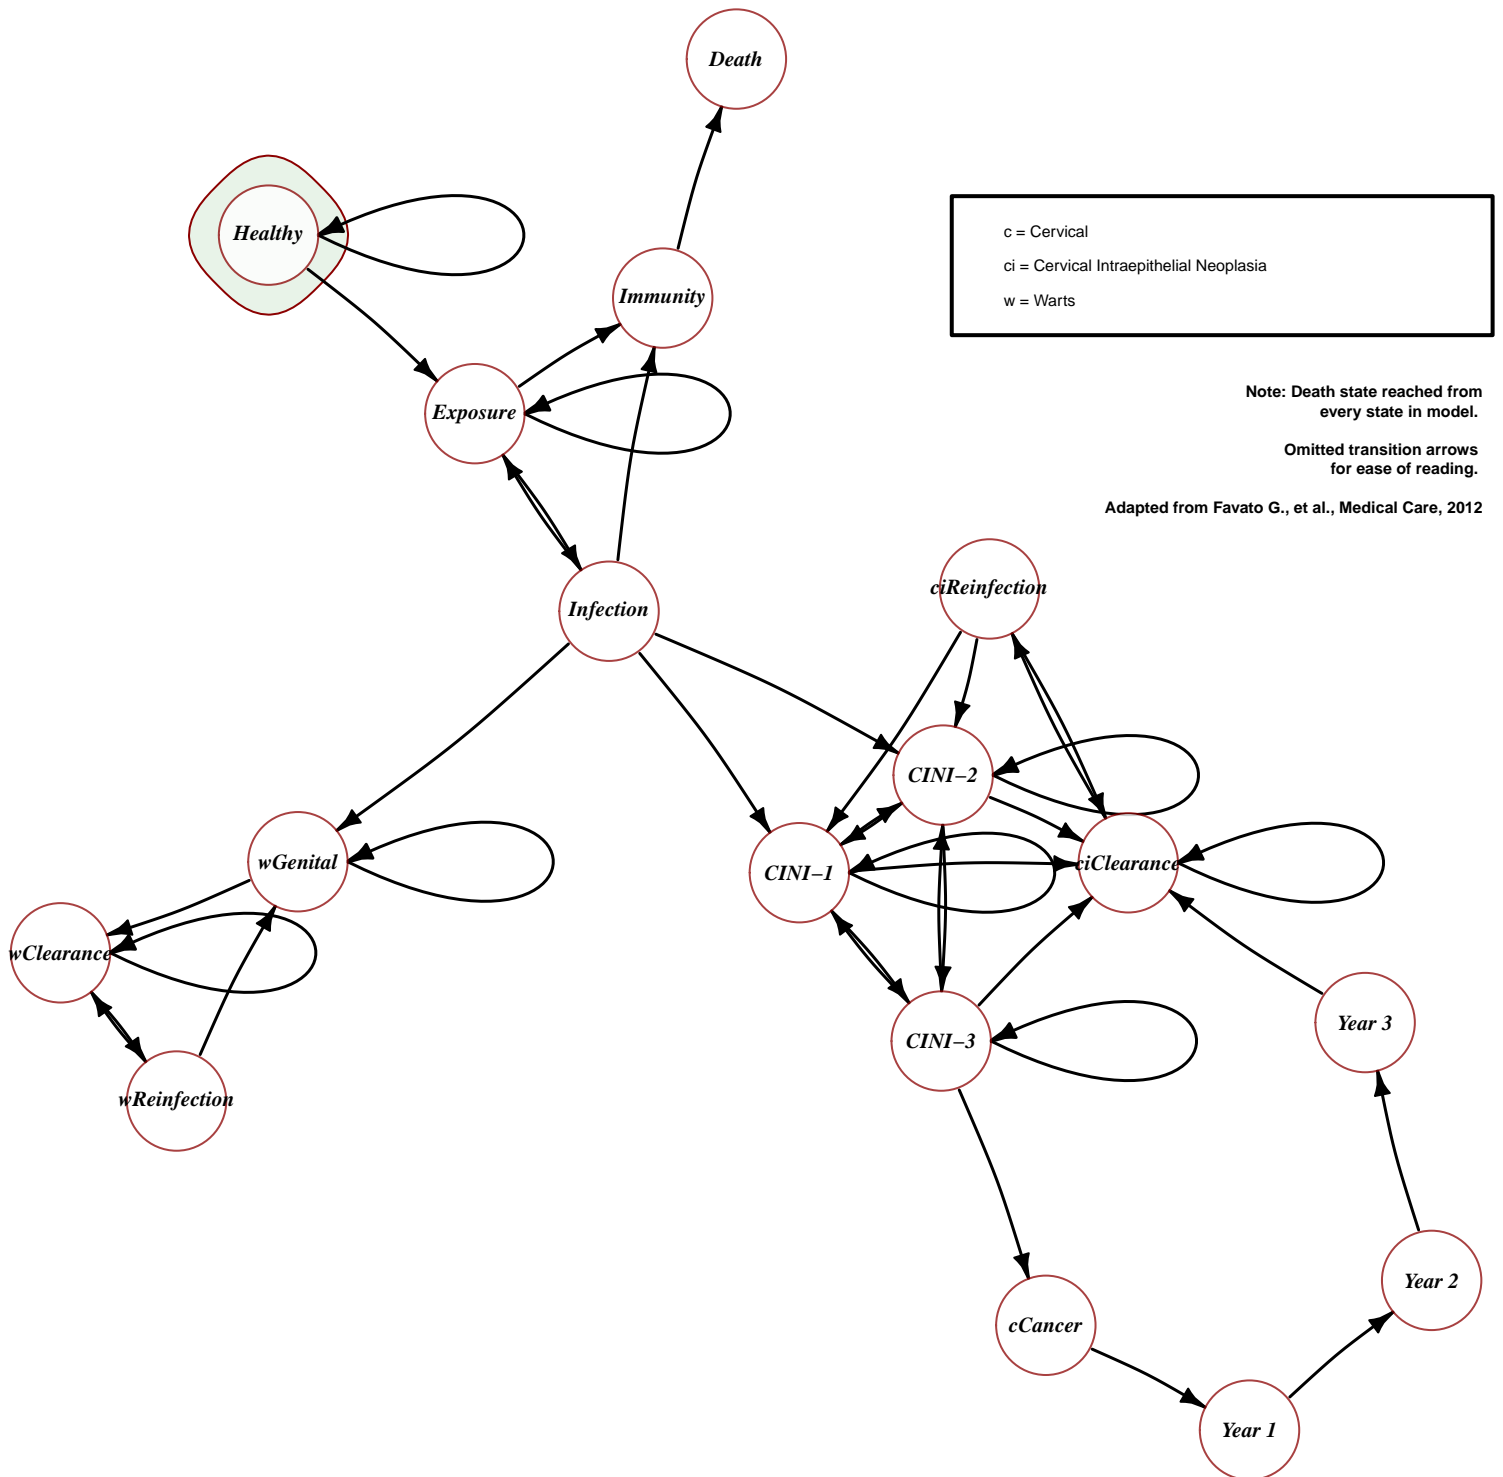 Death
Healthy
Immunity
c = Cervical
ci = Cervical Intraepithelial Neoplasia
w = Warts
Exposure
Note: Death state reached from
every state in model.
Omitted transition arrows
for ease of reading.
Adapted from Favato G., et al., Medical Care, 2012
Infection
ciReinfection
CINI−2
wGenital
CINI−1
ciClearance
wClearance
CINI−3
Year 3
wReinfection
Year 2
cCancer
Year 1